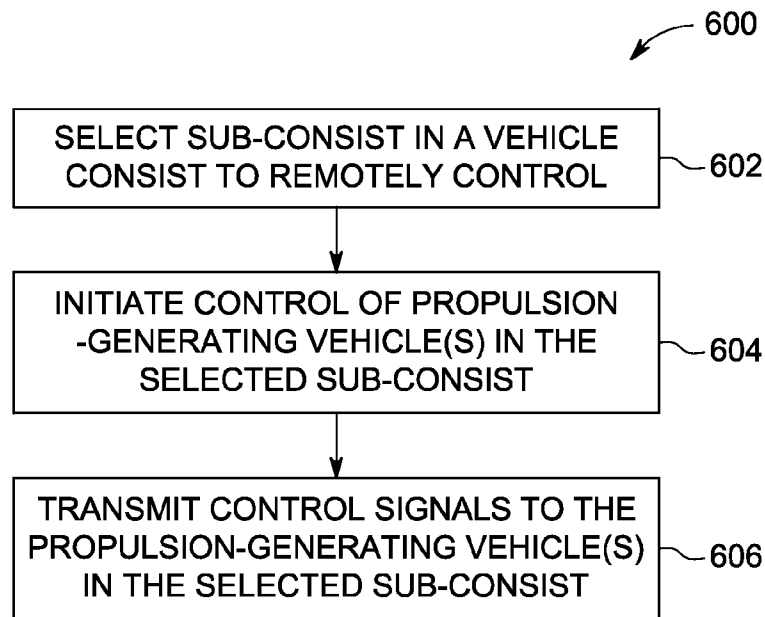 600
SELECT SUB-CONSIST IN A VEHICLE
CONSIST TO REMOTELY CONTROL
602
INITIATE CONTROL OF PROPULSION
-GENERATING VEHICLE(S) IN THE
SELECTED SUB-CONSIST
604
TRANSMIT CONTROL SIGNALS TO THE
PROPULSION-GENERATING VEHICLE(S)
IN THE SELECTED SUB-CONSIST
606